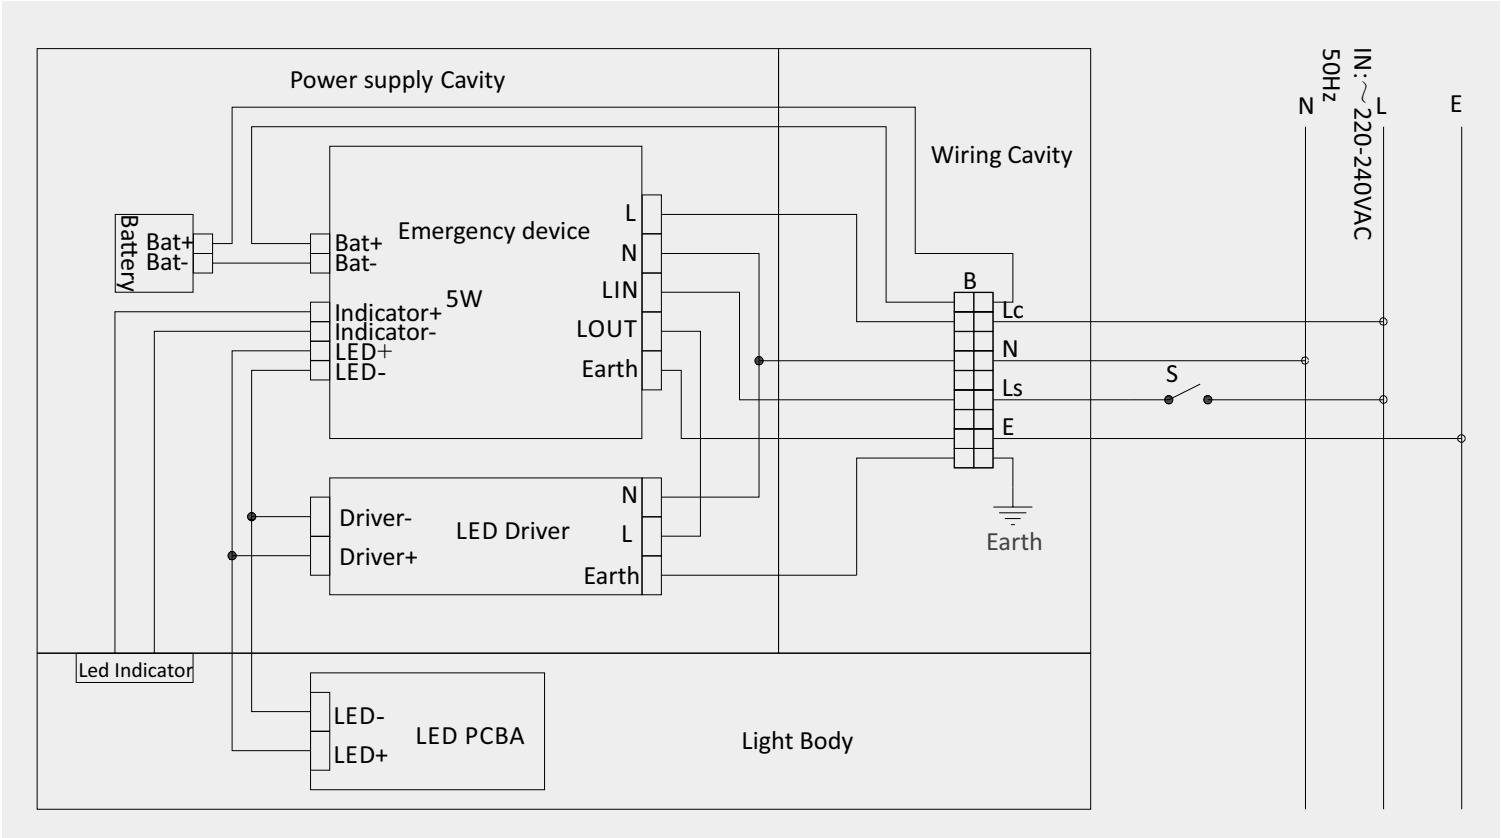 Power supply Cavity
Wiring Cavity
IN:～220-240VAC
50Hz
N
L
E
Battery
Bat+
Bat-
Emergency device
5W
Bat+
Bat-
Indicator+
Indicator-
LED+
LED-
L
N
LIN
LOUT
Earth
B
Lc
N
Ls
E
S
Earth
LED Driver
Driver-
Driver+
N
L
Earth
Led Indicator
LED-
LED+
LED PCBA
Light Body